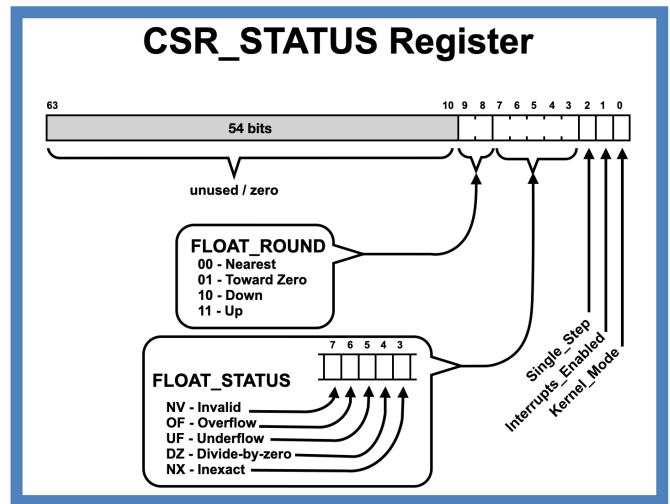 CSR_STATUS Register
63 10 9 8 7 6 5 4 3 2 1 0
54 bits
unused / zero
FLOAT_ROUND
00 - Nearest
01 - Toward Zero
10 - Down
11 - Up
Single_Step
Interrupts_Enabled
Kernel_Mode
7 6 5 4 3
FLOAT_STATUS
NV - Invalid
OF - Overflow
UF - Underflow
DZ - Divide-by-zero
NX - Inexact